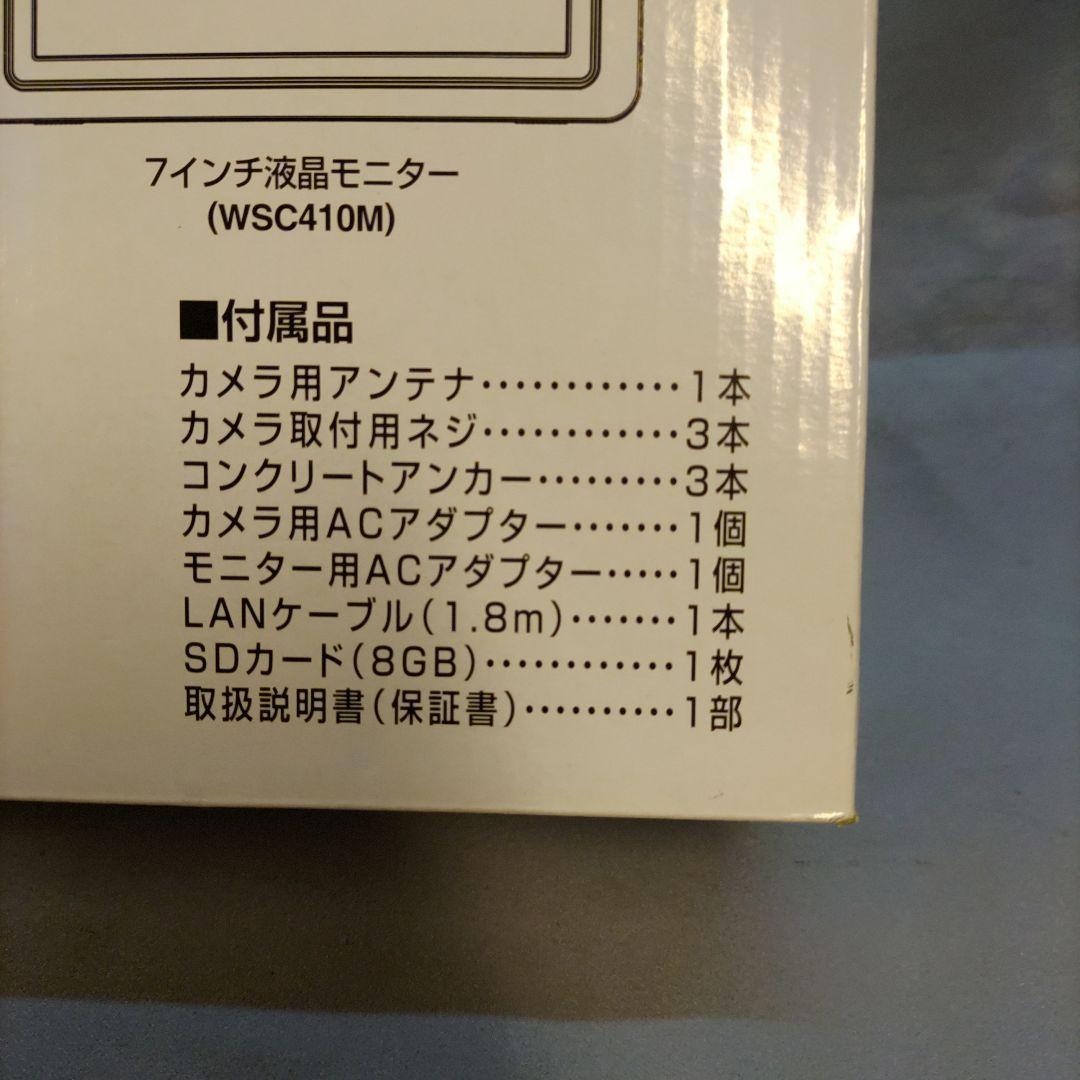 7インチ液晶モニター
(WSC410M)
■付属品
カメラ用アンテナ············1本
カメラ取付用ネジ············3本
コンクリートアンカー·········3本
カメラ用ACアダプター·······1個
モニター用ACアダプター·····1個
LANケーブル(1.8m)·······1本
SDカード(8GB)············1枚
取扱説明書(保証書)··········1部